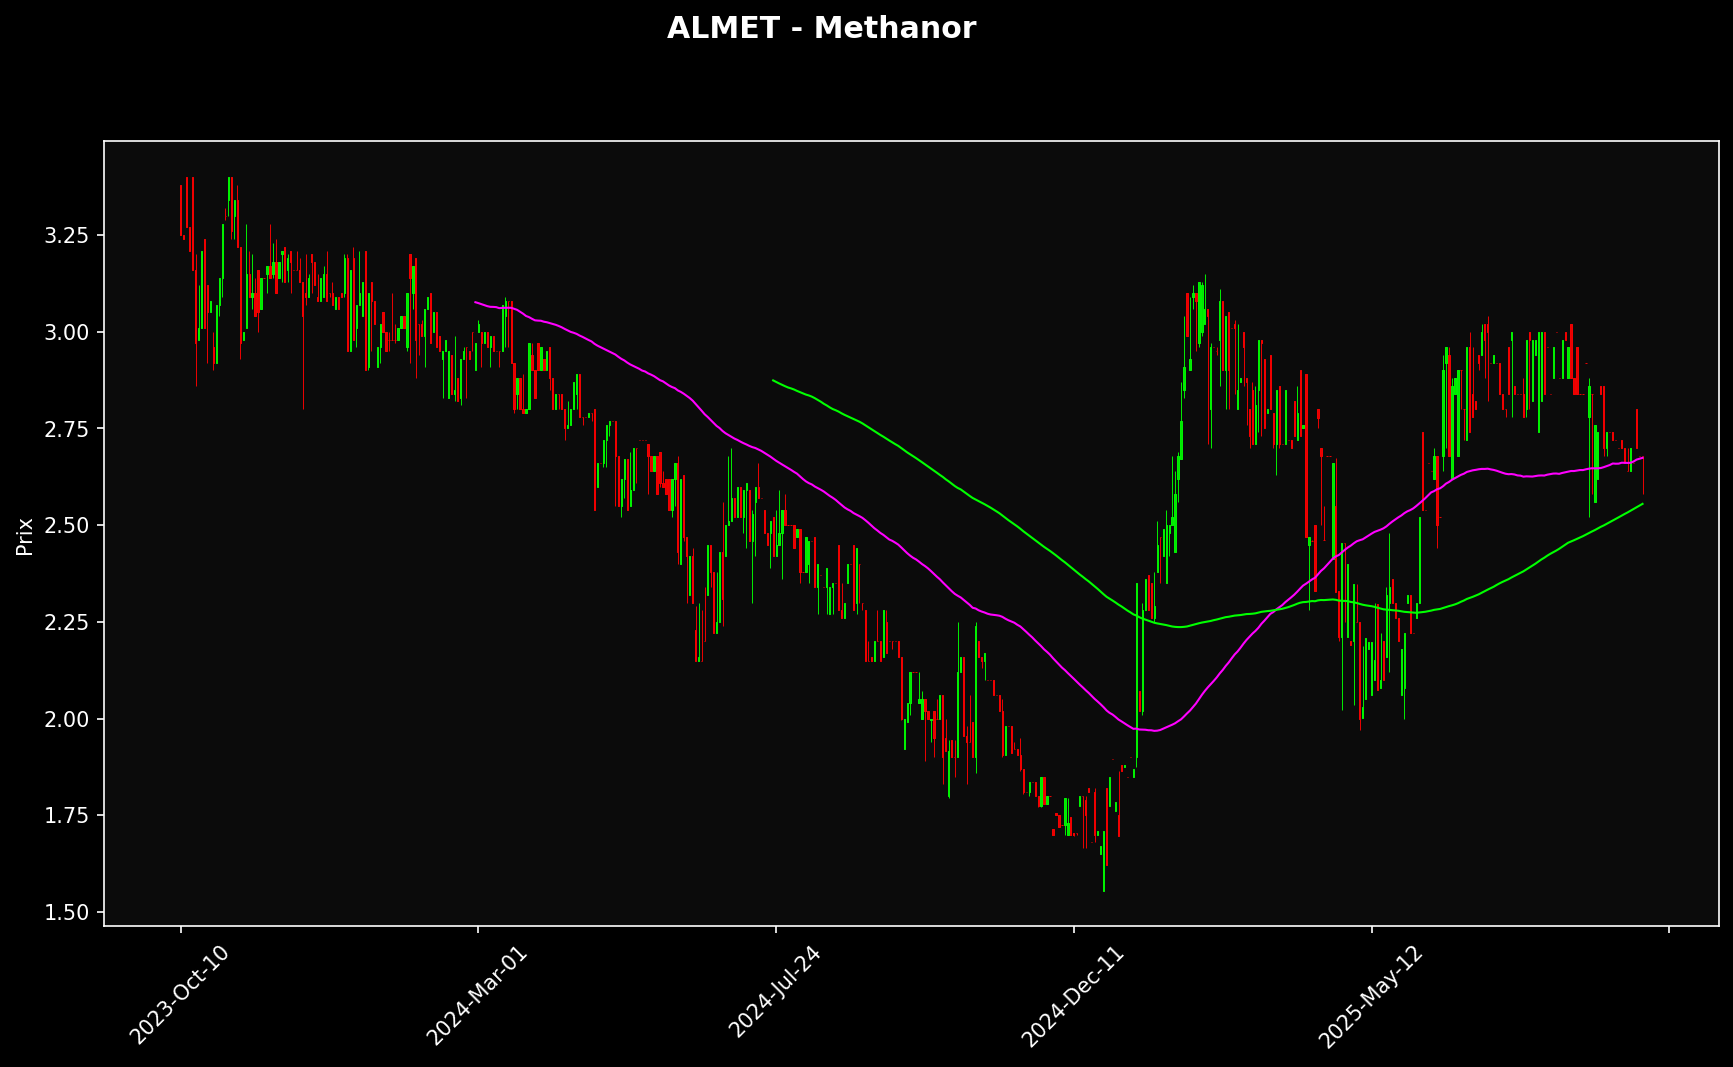 ALMET - Methanor
Prix
3.25
3.00
2.75
2.50
2.25
2.00
1.75
1.50
2023-Oct-10
2024-Mar-01
2024-Jul-24
2024-Dec-11
2025-May-12